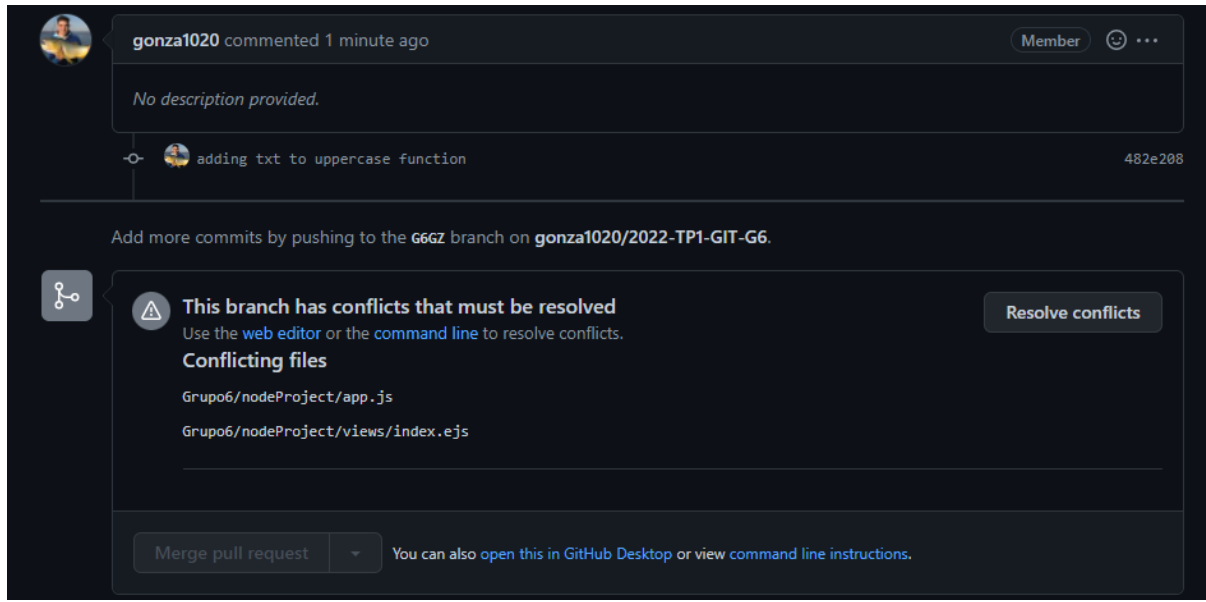 gonza1020 commented 1 minute ago Member
No description provided.
adding txt to uppercase function 482e208
Add more commits by pushing to the G6GZ branch on gonza1020/2022-TP1-GIT-G6.
This branch has conflicts that must be resolved Resolve conflicts
Use the web editor or the command line to resolve conflicts.
Conflicting files
Grupo6/nodeProject/app.js
Grupo6/nodeProject/views/index.ejs
Merge pull request You can also open this in GitHub Desktop or view command line instructions.